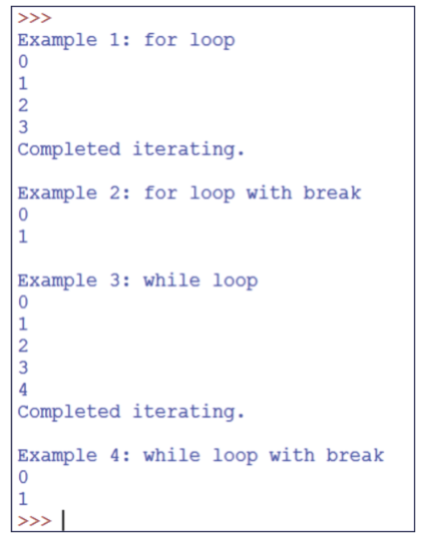 >>>
Example 1: for loop
0
1
2
3
Completed iterating.
Example 2: for loop with break
0
1
Example 3: while loop
0
1
2
3
4
Completed iterating.
Example 4: while loop with break
0
1
>>>